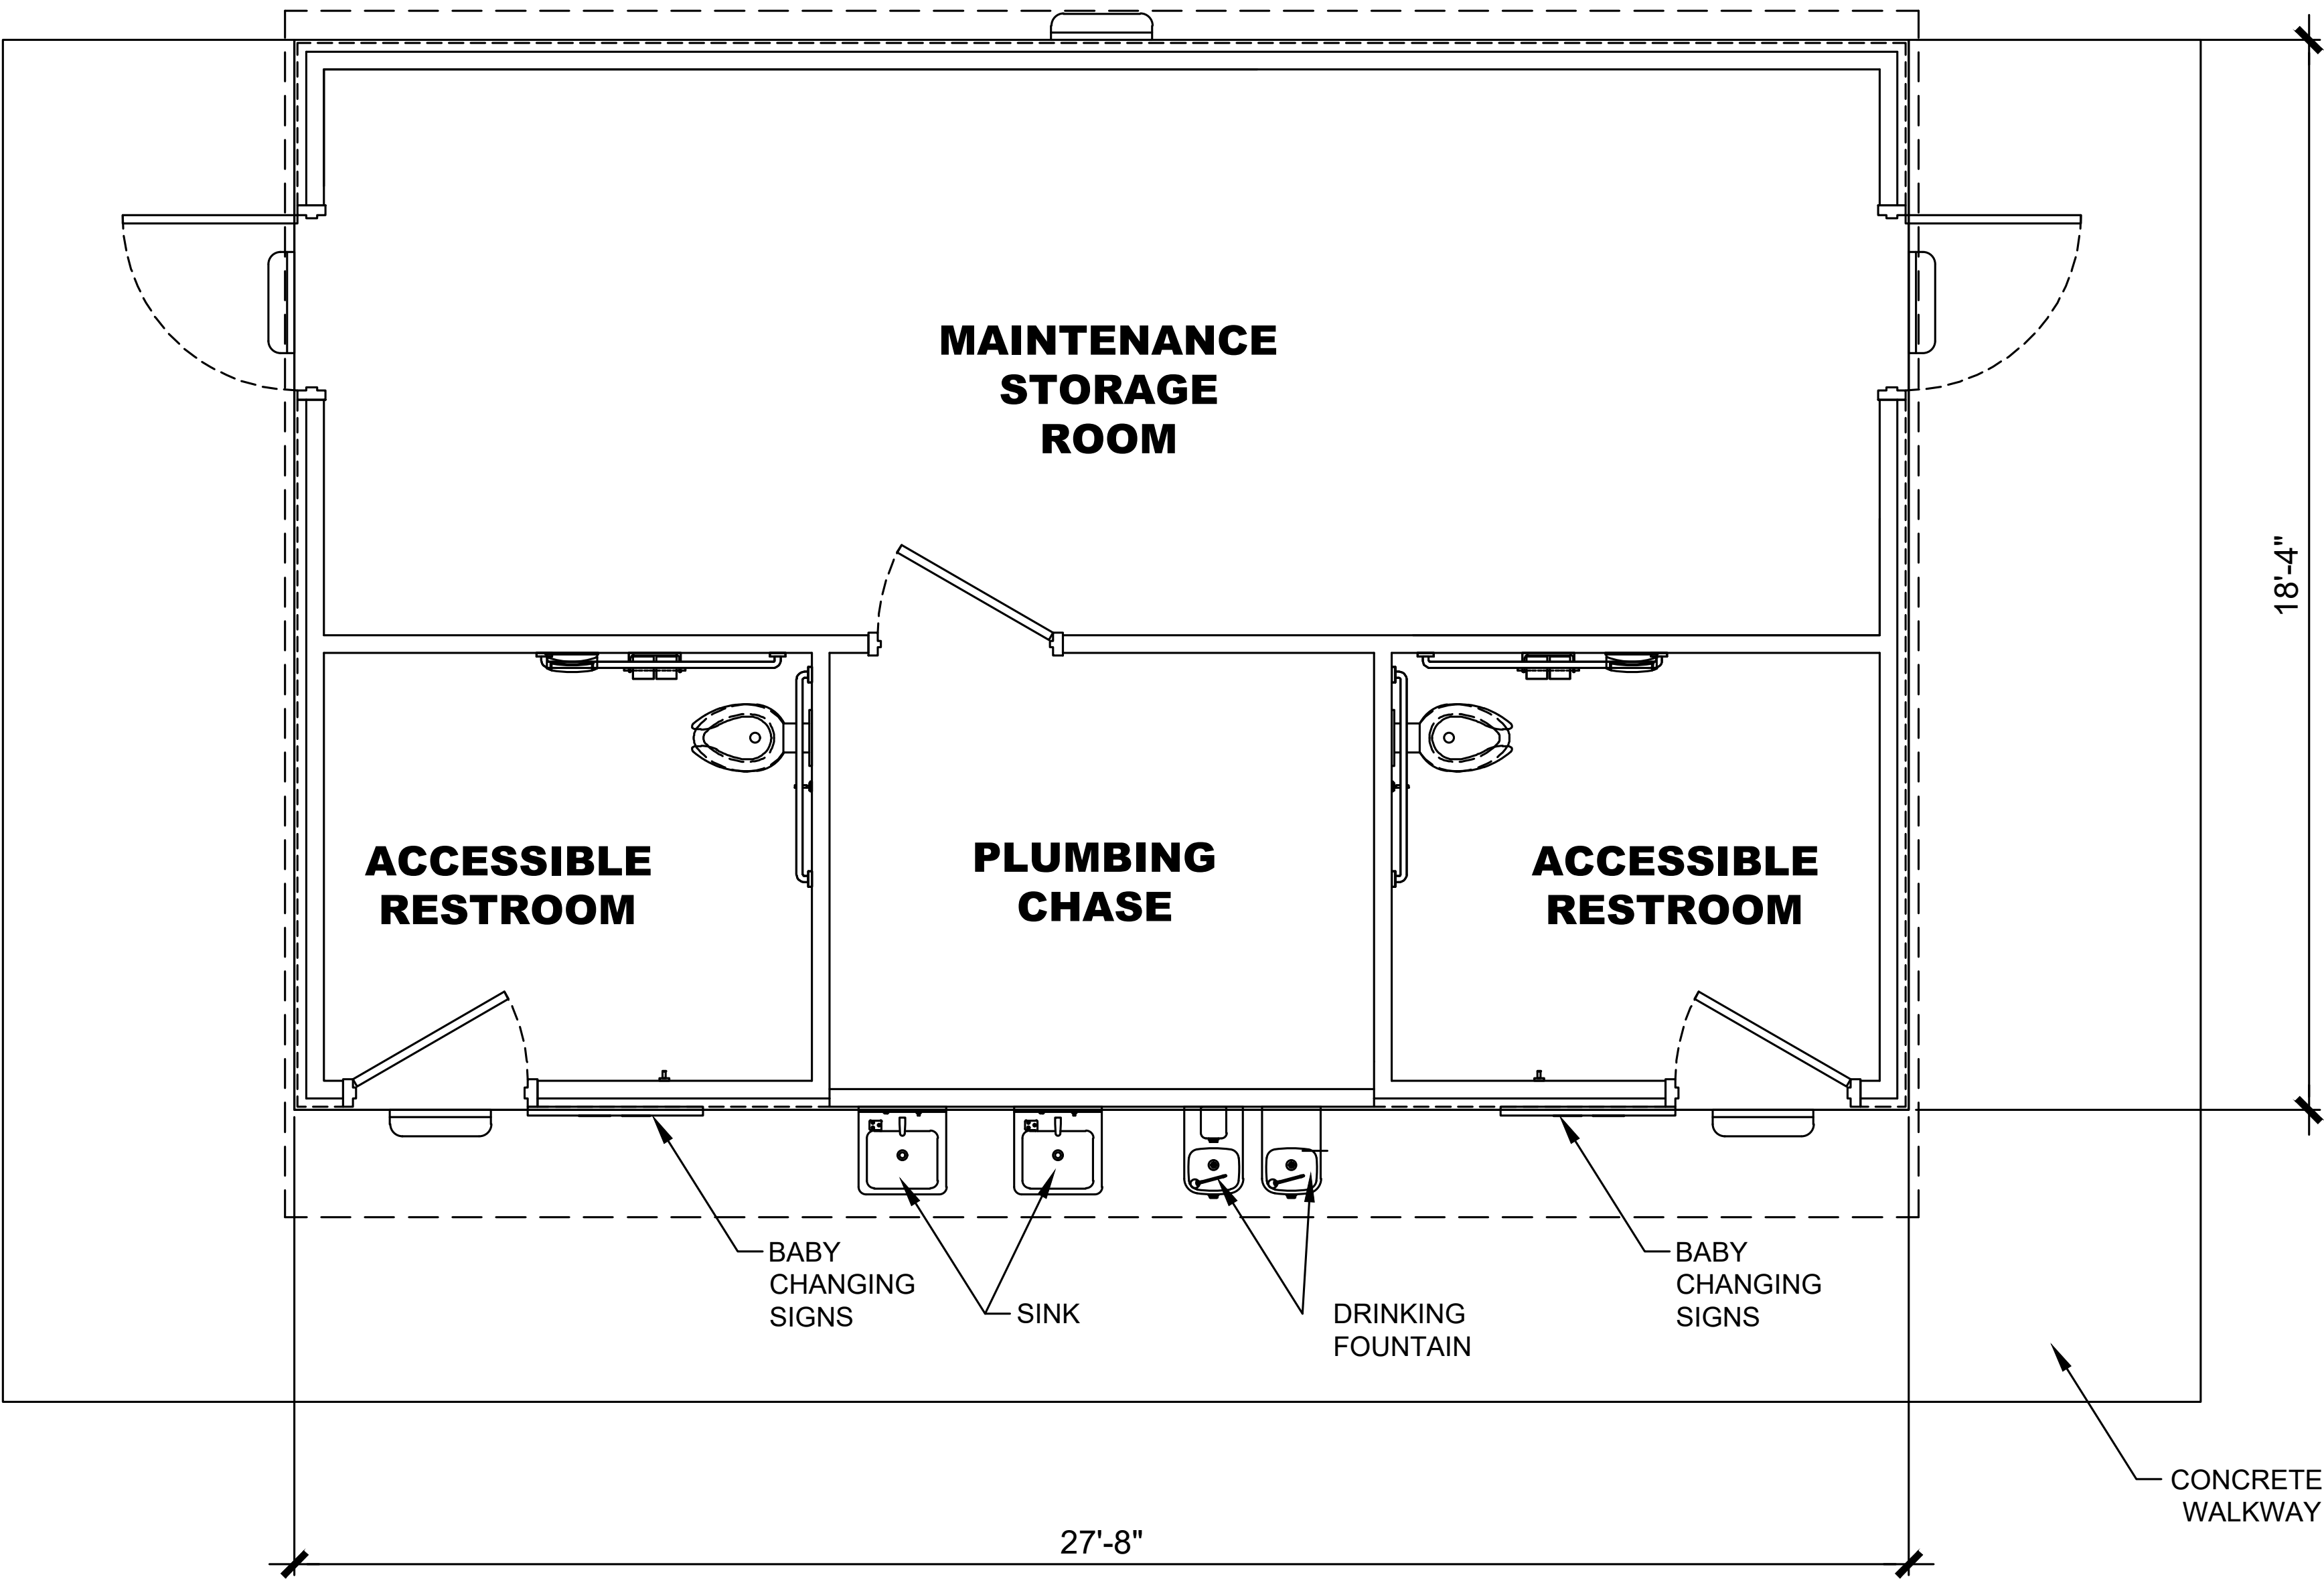 MAINTENANCE
STORAGE
ROOM
18'-4"
ACCESSIBLE
RESTROOM
PLUMBING
CHASE
ACCESSIBLE
RESTROOM
BABY
CHANGING
SIGNS
SINK
DRINKING
FOUNTAIN
BABY
CHANGING
SIGNS
CONCRETE
WALKWAY
27'-8"